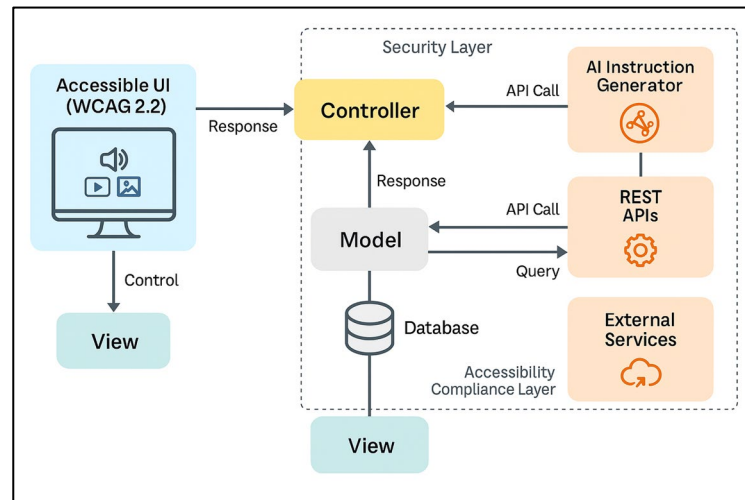 Security Layer
Accessible UI
(WCAG 2.2)
Response
Controller
API Call
AI Instruction
Generator
Response
Model
API Call
Query
REST
APIs
Control
View
Database
External
Services
Accessibility
Compliance Layer
View